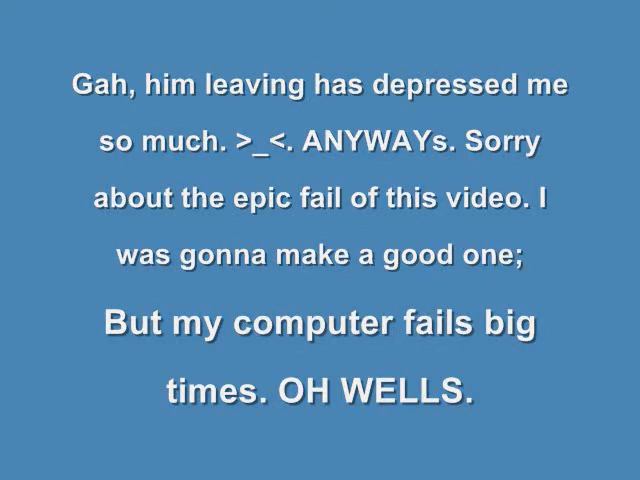 Gah, him leaving has depressed me
so much. >_<. ANYWAYs. Sorry
about the epic fail of this video. I
was gonna make a good one;
But my computer fails big
times. OH WELLS.